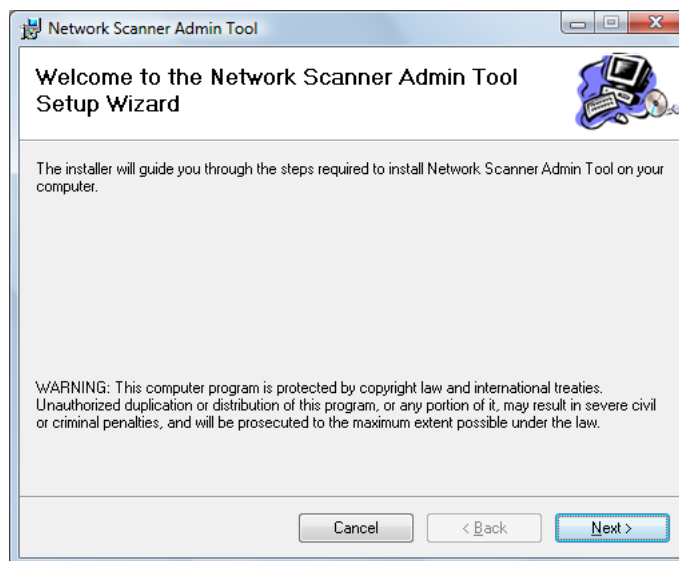 Network Scanner Admin Tool
Welcome to the Network Scanner Admin Tool
Setup Wizard
The installer will guide you through the steps required to install Network Scanner Admin Tool on your
computer.
WARNING: This computer program is protected by copyright law and international treaties.
Unauthorized duplication or distribution of this program, or any portion of it, may result in severe civil
or criminal penalties, and will be prosecuted to the maximum extent possible under the law.
Cancel
< Back
Next >